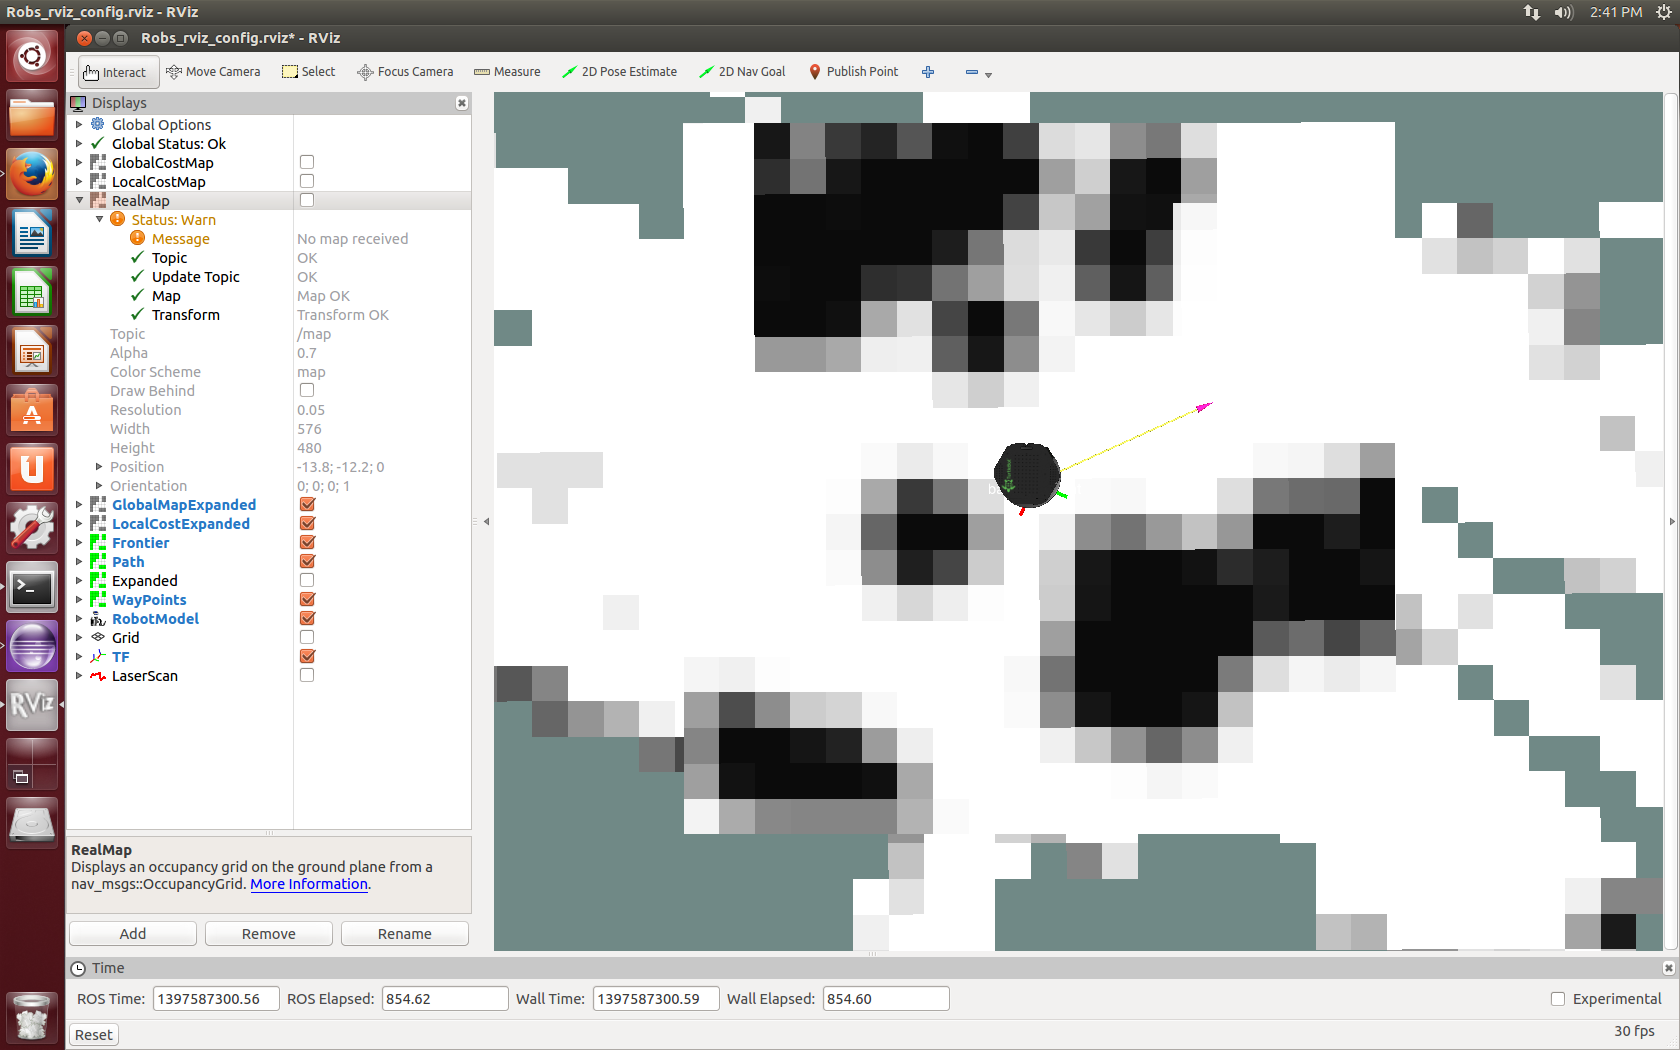 Robs_rviz_config.rviz - RViz
2:41 PM
Robs_rviz_config.rviz* - RViz
Interact
Move Camera
Select
Focus Camera
Measure
2D Pose Estimate
2D Nav Goal
Publish Point
Displays
Global Options
Global Status: Ok
GlobalCostMap
LocalCostMap
RealMap
Status: Warn
Message No map received
Topic OK
Update Topic OK
Map Map OK
Transform Transform OK
Topic /map
Alpha 0.7
Color Scheme map
Draw Behind
Resolution 0.05
Width 576
Height 480
Position -13.8; -12.2; 0
Orientation 0; 0; 0; 1
GlobalMapExpanded
LocalCostExpanded
Frontier
Path
Expanded
WayPoints
RobotModel
Grid
TF
LaserScan
RViz
RealMap
Displays an occupancy grid on the ground plane from a
nav_msgs::OccupancyGrid. More Information.
Add Remove Rename
Time
ROS Time: 1397587300.56 ROS Elapsed: 854.62 Wall Time: 1397587300.59 Wall Elapsed: 854.60 Experimental
Reset 30 fps